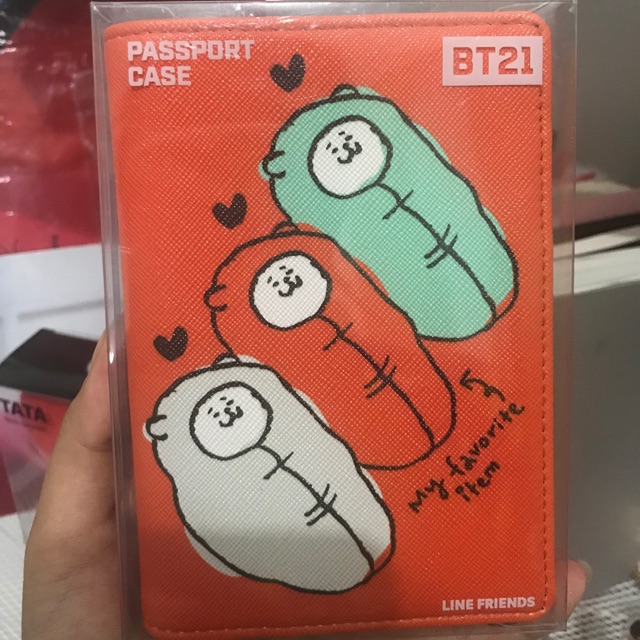 PASSPORT
CASE
BT21
TATA
My favorite
item
LINE FRIENDS